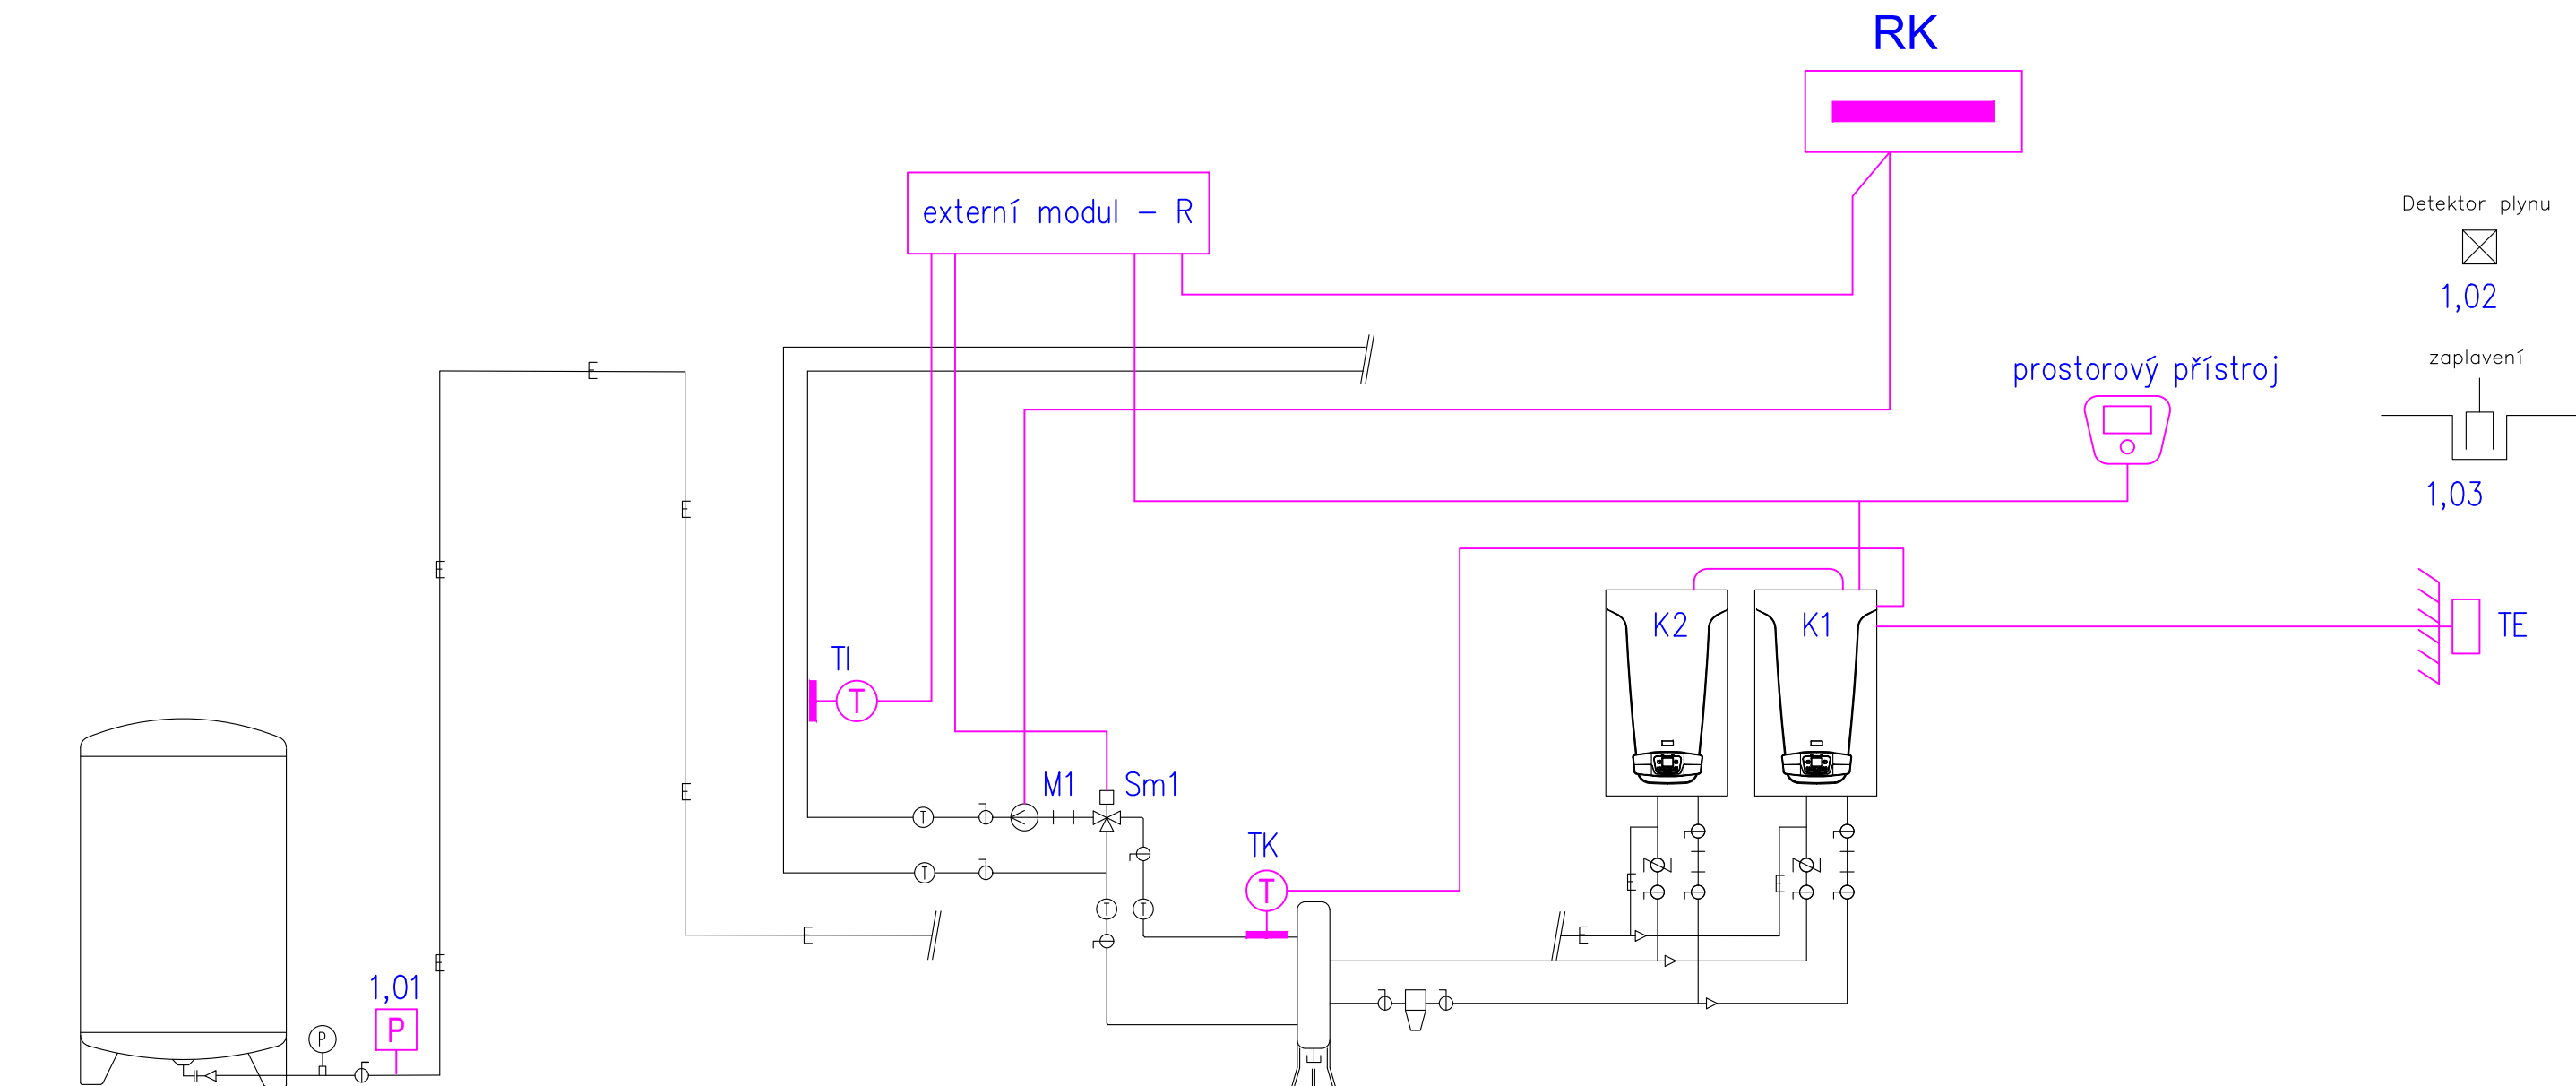 RK
externí modul – R
Detektor plynu
1,02
zaplavení
prostorový přístroj
1,03
E
E
E
E
E
K2
K1
TE
TI
T
M1
Sm1
T
T
TK
T
T
T
E
E
E
E
E
1,01
P
P